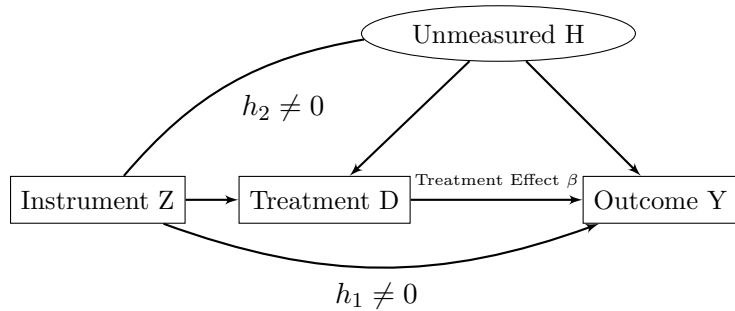 Unmeasured H
h₂ ≠ 0
Instrument Z
Treatment D
Treatment Effect β
Outcome Y
h₁ ≠ 0